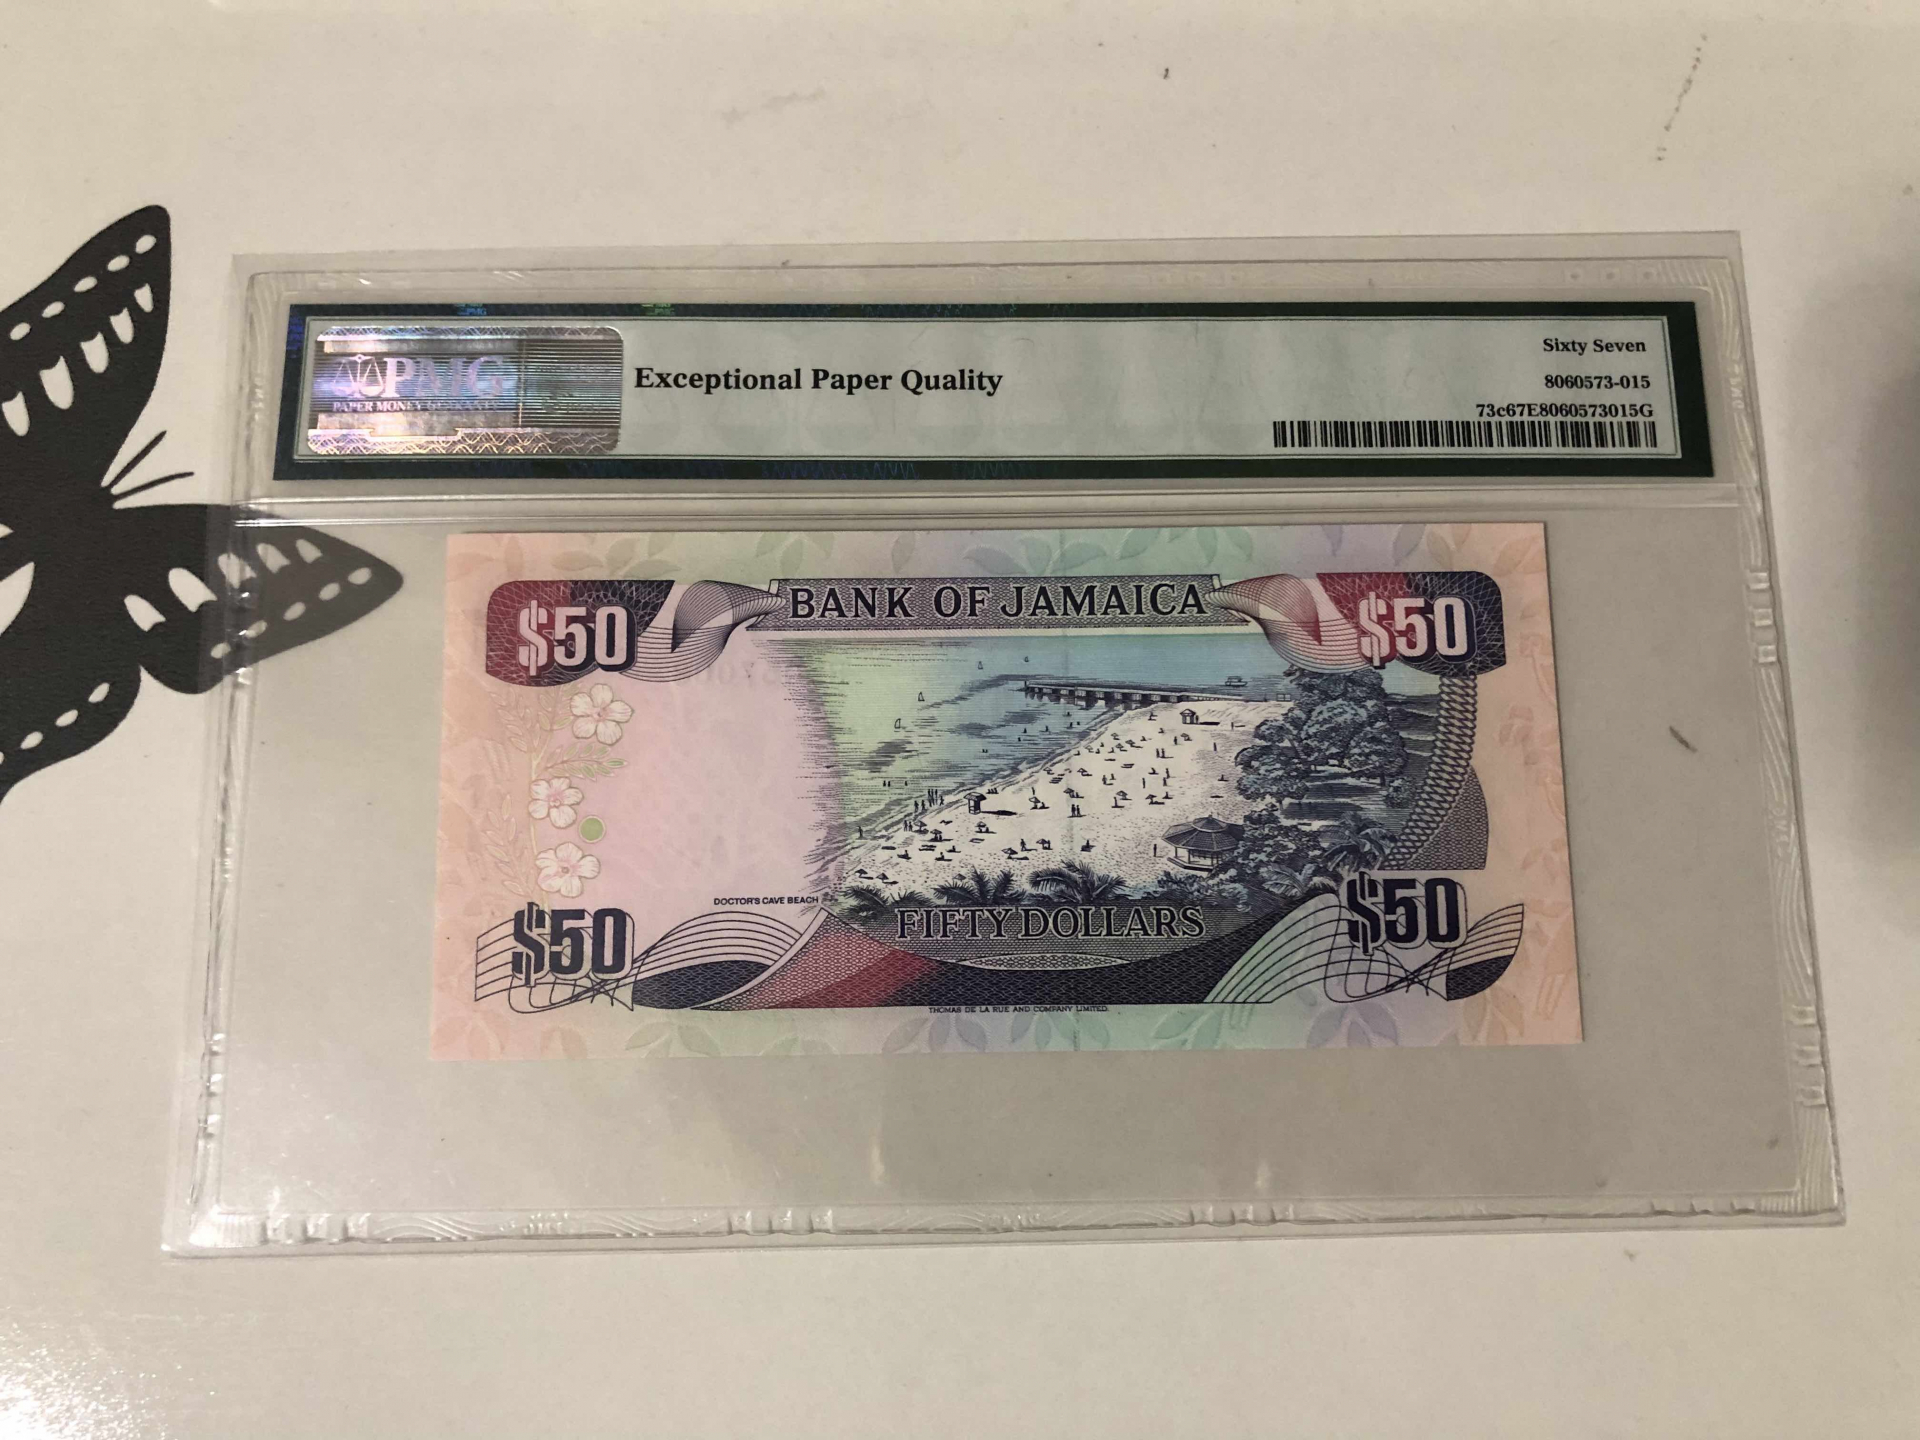 PMG
PAPER MONEY GUARANTY
Exceptional Paper Quality
Sixty Seven
8060573-015
73c67E8060573015G
BANK OF JAMAICA
$50
$50
DOCTOR'S CAVE BEACH
FIFTY DOLLARS
$50
$50
THOMAS DE LA RUE AND COMPANY LIMITED.